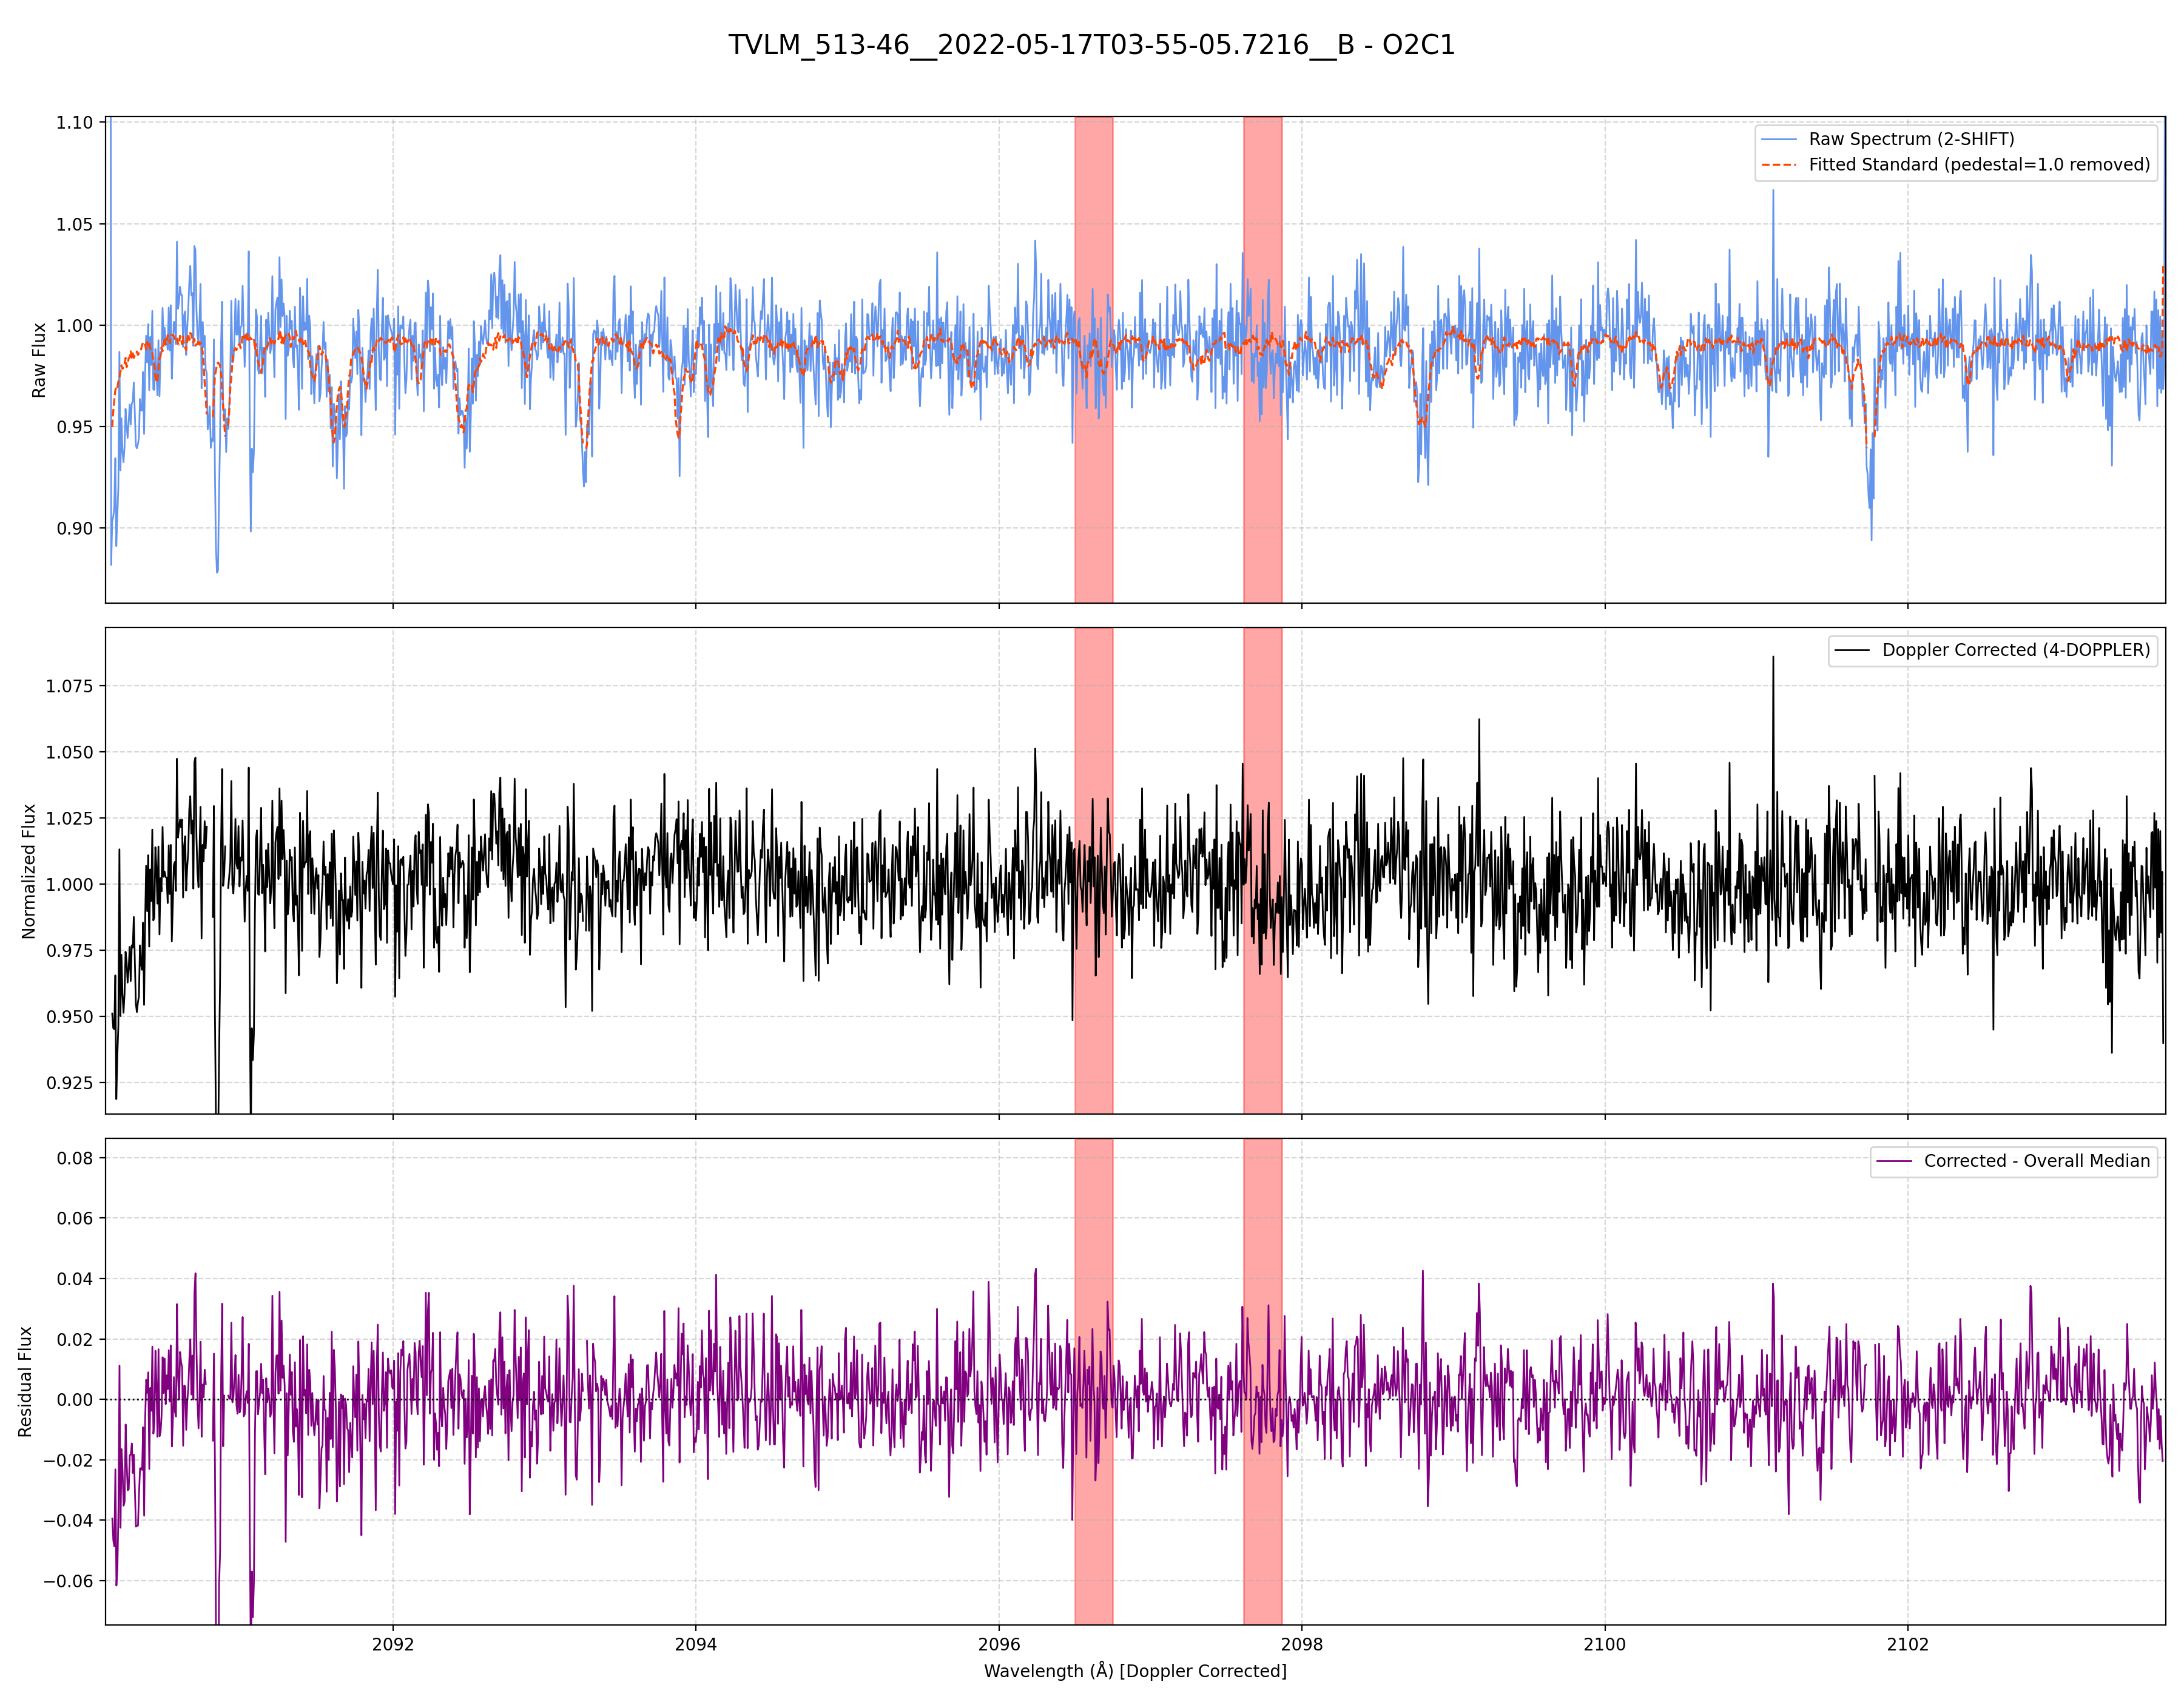 TVLM_513-46__2022-05-17T03-55-05.7216__B - O2C1
Raw Flux
1.10
1.05
1.00
0.95
0.90
Raw Spectrum (2-SHIFT)
Fitted Standard (pedestal=1.0 removed)
Normalized Flux
1.075
1.050
1.025
1.000
0.975
0.950
0.925
Doppler Corrected (4-DOPPLER)
Residual Flux
0.08
0.06
0.04
0.02
0.00
−0.02
−0.04
−0.06
Corrected - Overall Median
2092 2094 2096 2098 2100 2102
Wavelength (Å) [Doppler Corrected]